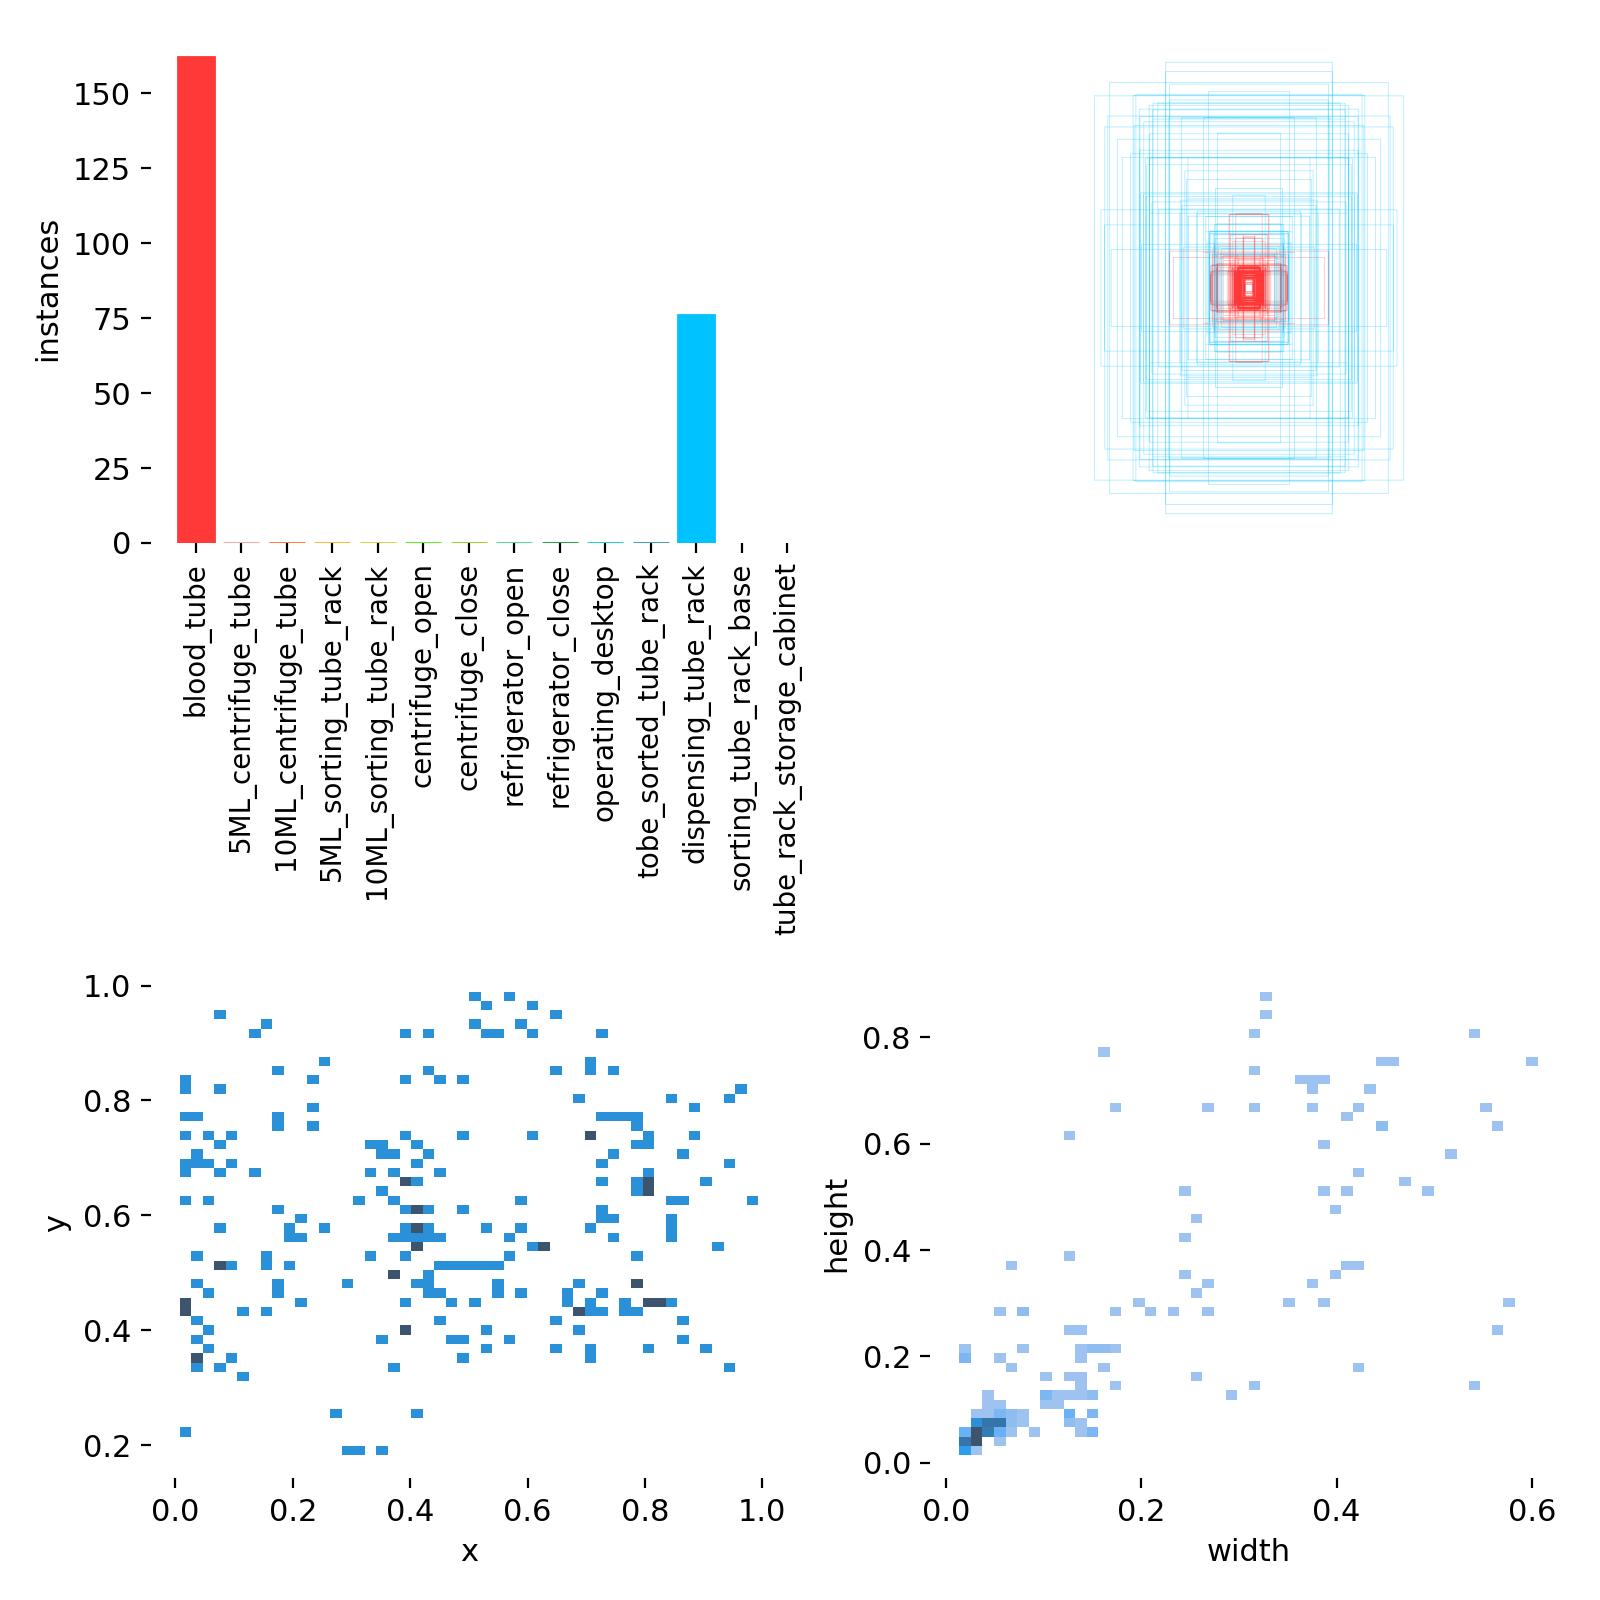 instances
150
125
100
75
50
25
0
blood_tube
5ML_centrifuge_tube
10ML_centrifuge_tube
5ML_sorting_tube_rack
10ML_sorting_tube_rack
centrifuge_open
centrifuge_close
refrigerator_open
refrigerator_close
operating_desktop
tobe_sorted_tube_rack
dispensing_tube_rack
sorting_tube_rack_base
tube_rack_storage_cabinet
y
1.0
0.8
0.6
0.4
0.2
0.0 0.2 0.4 0.6 0.8 1.0
x
height
0.8
0.6
0.4
0.2
0.0
0.0 0.2 0.4 0.6
width